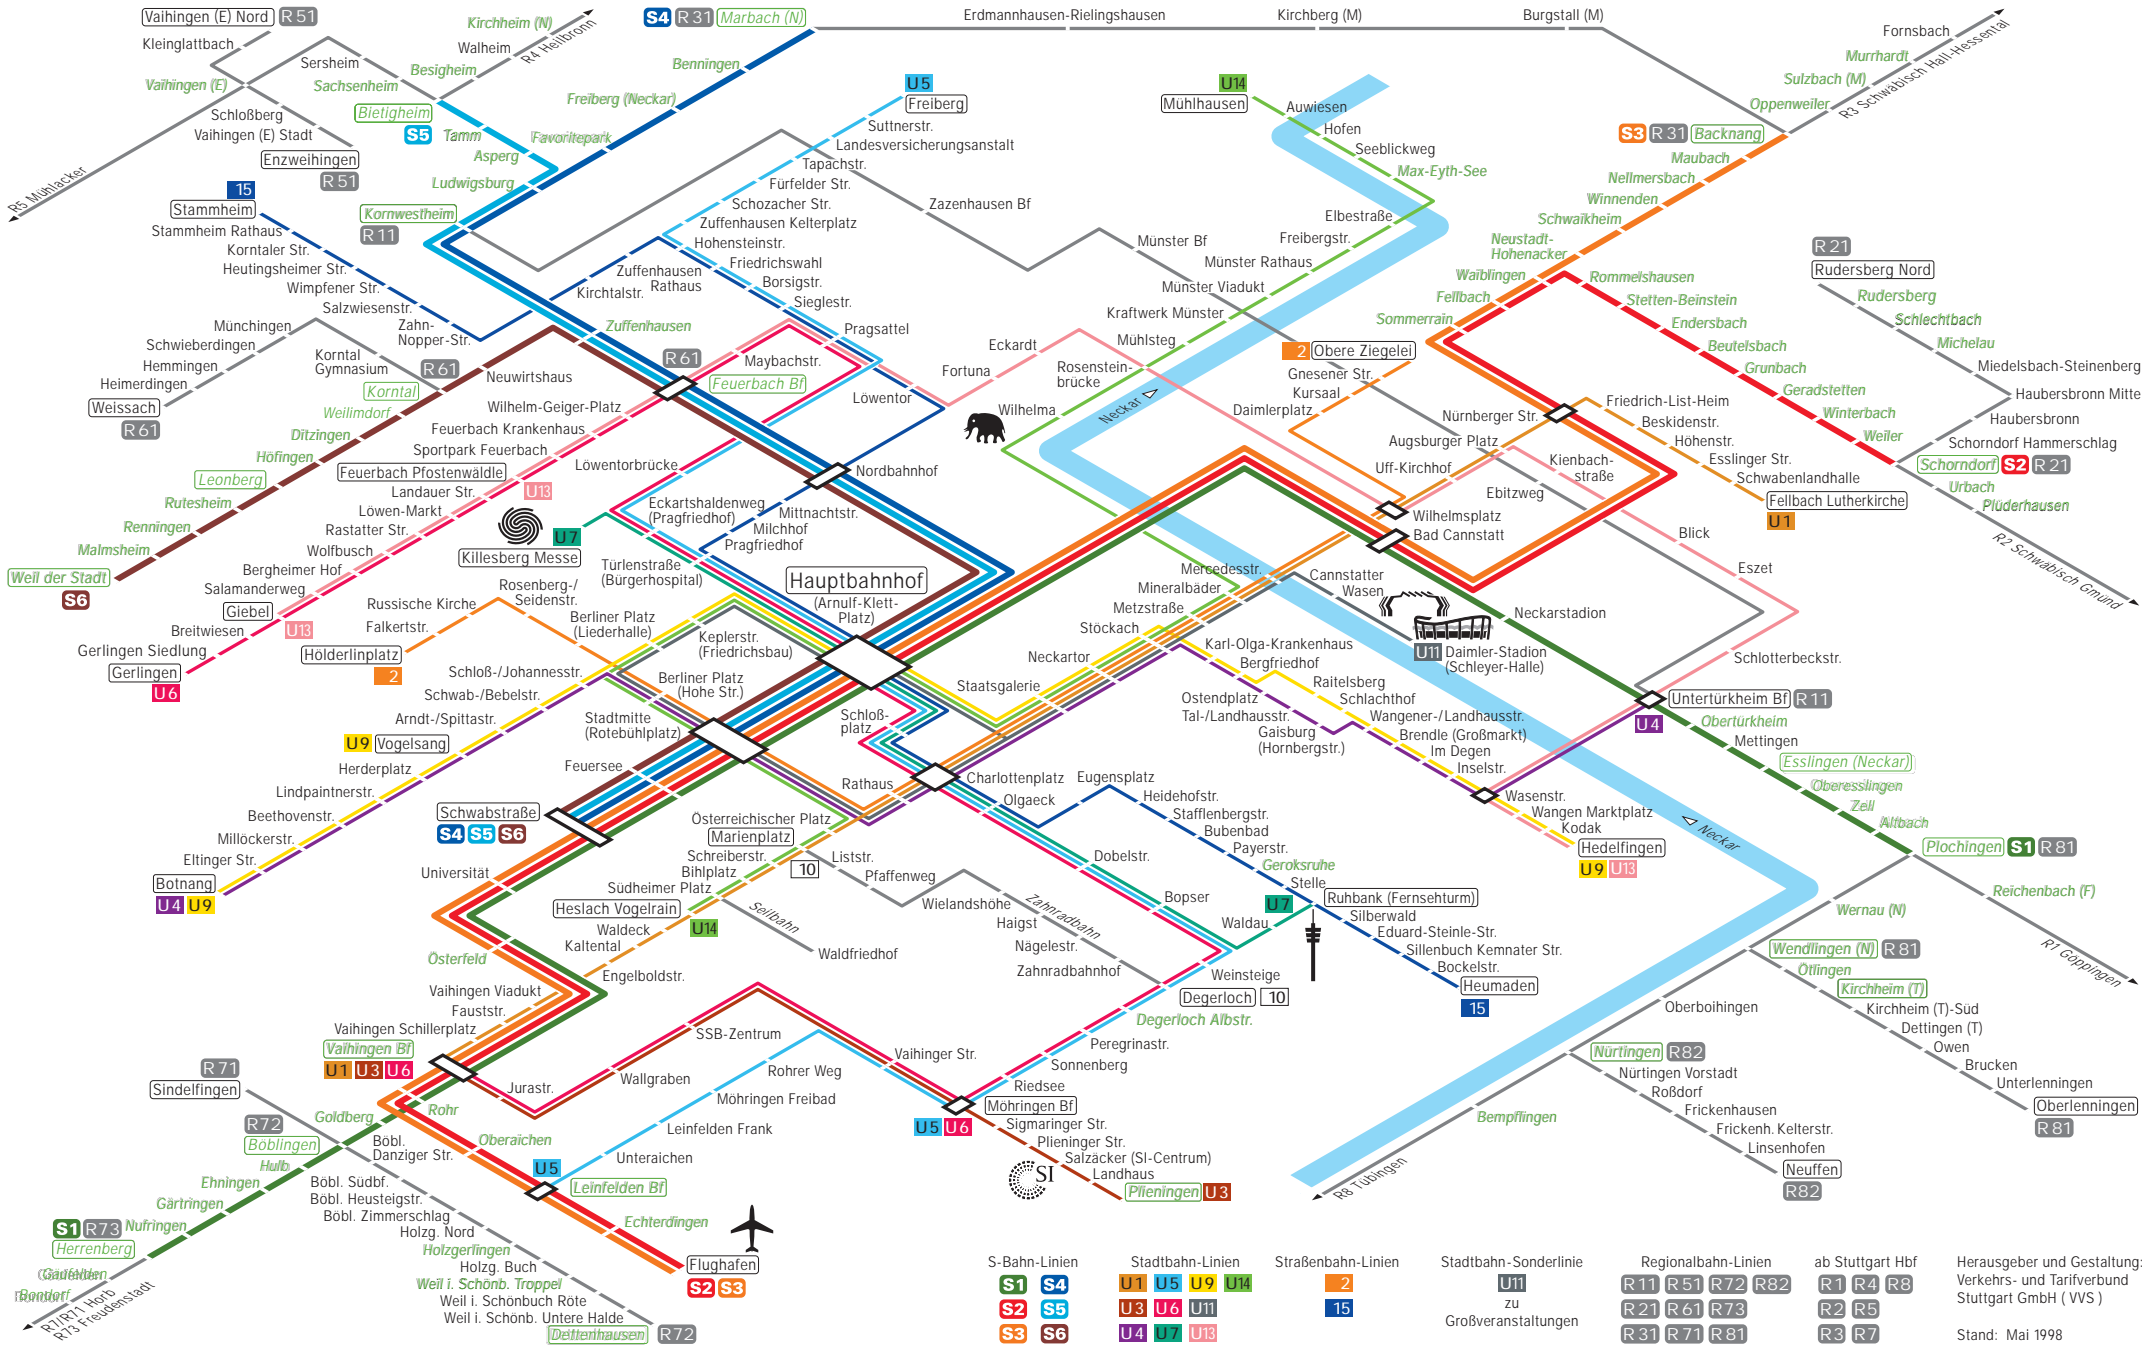 Vaihingen (E) Nord R 51
Kleinglattbach
Vaihingen (E)
Sersheim
Sachsenheim
Schloßberg
Vaihingen (E) Stadt
Enzweihingen
R 51
R5 Mühlacker
Kirchheim (N)
Walheim
Besigheim
R4 Heilbronn
Bietigheim
S5
Tamm
Asperg
Ludwigsburg
Kornwestheim
R 11
S4 R 31 Marbach (N)
Benningen
Freiberg (Neckar)
Favoritepark
Erdmannhausen-Rielingshausen
Kirchberg (M)
Burgstall (M)
Fornsbach
Murrhardt
Sulzbach (M)
Oppenweiler
R3 Schwäbisch Hall-Hessental
S3 R 31 Backnang
Maubach
Nellmersbach
Winnenden
Schwaikheim
Neustadt-
Hohenacker
Waiblingen
Fellbach
Sommerrain
Rommelshausen
Stetten-Beinstein
Endersbach
Beutelsbach
Grunbach
Geradstetten
Winterbach
Weiler
Schorndorf S2 R 21
Urbach
Plüderhausen
R2 Schwäbisch Gmünd
R 21
Rudersberg Nord
Rudersberg
Schlechtbach
Michelau
Miedelsbach-Steinenberg
Haubersbronn Mitte
Haubersbronn
Schorndorf Hammerschlag
15
Stammheim
Stammheim Rathaus
Korntaler Str.
Heutingsheimer Str.
Wimpfener Str.
Salzwiesenstr.
Zahn-
Nopper-Str.
Kirchtalstr.
Zuffenhausen
Rathaus
Zuffenhausen
U5
Freiberg
Suttnerstr.
Landesversicherungsanstalt
Tapachstr.
Fürfelder Str.
Schozacher Str.
Zuffenhausen Kelterplatz
Hohensteinstr.
Friedrichswahl
Borsigstr.
Sieglestr.
Pragsattel
Löwentor
Zazenhausen Bf
Münster Bf
U14
Mühlhausen
Auwiesen
Hofen
Seeblickweg
Max-Eyth-See
Elbestraße
Freibergstr.
Münster Rathaus
Münster Viadukt
Kraftwerk Münster
Mühlsteg
Rosenstein-
brücke
Wilhelma
Neckar
Münchingen
Schwieberdingen
Hemmingen
Heimerdingen
Weissach
R 61
Korntal
Gymnasium
R 61
Korntal
Neuwirtshaus
Weilimdorf
Ditzingen
Höfingen
Leonberg
Rutesheim
Renningen
Malmsheim
Weil der Stadt
S6
R 61
Maybachstr.
Feuerbach Bf
Wilhelm-Geiger-Platz
Feuerbach Krankenhaus
Sportpark Feuerbach
Feuerbach Pfostenwäldle
U13
Landauer Str.
Löwen-Markt
Rastatter Str.
Wolfbusch
Bergheimer Hof
Salamanderweg
Giebel
U13
Breitwiesen
Gerlingen Siedlung
Gerlingen
U6
Löwentorbrücke
Eckartshaldenweg
(Pragfriedhof)
Nordbahnhof
Mittnachtstr.
Milchhof
Pragfriedhof
U7
Killesberg Messe
Türlenstraße
(Bürgerhospital)
Hauptbahnhof
(Arnulf-Klett-
Platz)
Fortuna
Eckardt
2 Obere Ziegelei
Gnesener Str.
Kursaal
Daimlerplatz
Nürnberger Str.
Augsburger Platz
Uff-Kirchhof
Wilhelmsplatz
Bad Cannstatt
Ebitzweg
Kienbach-
straße
Blick
Eszet
Schlotterbeckstr.
Friedrich-List-Heim
Beskidenstr.
Höhenstr.
Esslinger Str.
Schwabenlandhalle
Fellbach Lutherkirche
U1
Russische Kirche
Rosenberg-/
Seidenstr.
Falkertstr.
Hölderlinplatz
2
Berliner Platz
(Liederhalle)
Keplerstr.
(Friedrichsbau)
Schloß-/Johannesstr.
Berliner Platz
(Hohe Str.)
Schwab-/Bebelstr.
Arndt-/Spittastr.
U9 Vogelsang
Herderplatz
Lindpaintnerstr.
Beethovenstr.
Millöckerstr.
Eltinger Str.
Botnang
U4 U9
Stadtmitte
(Rotebühlplatz)
Feuersee
Schwabstraße
S4 S5 S6
Schloß-
platz
Rathaus
Charlottenplatz
Staatsgalerie
Neckartor
Stöckach
Metzstraße
Mineralbäder
Mercedesstr.
Cannstatter
Wasen
U11 Daimler-Stadion
(Schleyer-Halle)
Neckarstadion
Untertürkheim Bf R 11
U4
Obertürkheim
Mettingen
Esslingen (Neckar)
Oberesslingen
Zell
Altbach
Plochingen S1 R 81
Reichenbach (F)
R1 Göppingen
Karl-Olga-Krankenhaus
Bergfriedhof
Raitelsberg
Schlachthof
Wangener-/Landhausstr.
Brendle (Großmarkt)
Im Degen
Inselstr.
Ostendplatz
Tal-/Landhausstr.
Gaisburg
(Hornbergstr.)
Wasenstr.
Wangen Marktplatz
Kodak
Hedelfingen
U9 U13
Neckar
Olgaeck
Eugensplatz
Heidehofstr.
Stafflenbergstr.
Bubenbad
Payerstr.
Geroksruhe
Stelle
Ruhbank (Fernsehturm)
U7
Waldau
Silberwald
Eduard-Steinle-Str.
Sillenbuch Kemnater Str.
Bockelstr.
Heumaden
15
Dobelstr.
Bopser
Weinsteige
Degerloch 10
Degerloch Albstr.
Peregrinastr.
Sonnenberg
Riedsee
Möhringen Bf
U5 U6
Österreichischer Platz
Marienplatz
10
Schreiberstr.
Bihlplatz
Südheimer Platz
Heslach Vogelrain
U14
Waldeck
Kaltental
Engelboldstr.
Seilbahn
Waldfriedhof
Liststr.
Pfaffenweg
Wielandshöhe
Haigst
Nägelestr.
Zahnradbahnhof
Zahnradbahn
Universität
Österfeld
Vaihingen Viadukt
Fauststr.
Vaihingen Schillerplatz
Vaihingen Bf
U1 U3 U6
Jurastr.
Wallgraben
SSB-Zentrum
Vaihinger Str.
Rohrer Weg
Möhringen Freibad
Leinfelden Frank
Unteraichen
U5
Leinfelden Bf
Rohr
Oberaichen
Echterdingen
Flughafen
S2 S3
Sigmaringer Str.
Plieninger Str.
Salzäcker (SI-Centrum)
Landhaus
Plieningen U3
SI
R 71
Sindelfingen
Goldberg
R72
Böblingen
Hulb
Ehningen
Gärtringen
Nufringen
S1 R73
Herrenberg
Gäufelden
Bondorf
R7/R71 Horb
R73 Freudenstadt
Böbl.
Danziger Str.
Böbl. Südbf.
Böbl. Heusteigstr.
Böbl. Zimmerschlag
Holzg. Nord
Holzgerlingen
Holzg. Buch
Weil i. Schönb. Troppel
Weil i. Schönbuch Röte
Weil i. Schönb. Untere Halde
Dettenhausen R72
Wernau (N)
Wendlingen (N) R 81
Ötlingen
Kirchheim (T)
Kirchheim (T)-Süd
Dettingen (T)
Owen
Brucken
Unterlenningen
Oberlenningen
R 81
Oberboihingen
Nürtingen R82
Nürtingen Vorstadt
Roßdorf
Frickenhausen
Frickenh. Kelterstr.
Linsenhofen
Neuffen
R82
Bempflingen
R8 Tübingen
S-Bahn-Linien
S1 S4
S2 S5
S3 S6
Stadtbahn-Linien
U1 U5 U9 U14
U3 U6 U11
U4 U7 U13
Straßenbahn-Linien
2
15
Stadtbahn-Sonderlinie
U11
zu
Großveranstaltungen
Regionalbahn-Linien
R 11 R 51 R 72 R 82
R 21 R 61 R 73
R 31 R 71 R 81
ab Stuttgart Hbf
R1 R4 R8
R2 R5
R3 R7
Herausgeber und Gestaltung:
Verkehrs- und Tarifverbund
Stuttgart GmbH ( VVS )
Stand: Mai 1998